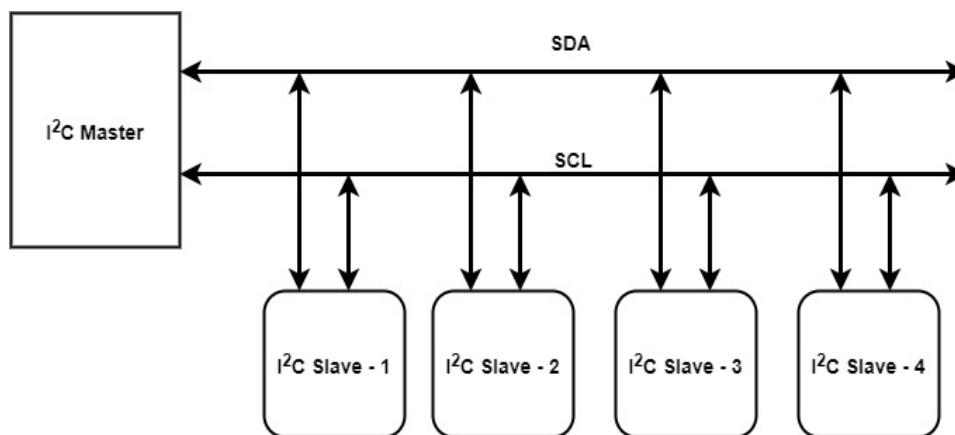 SDA
I²C Master
SCL
I²C Slave - 1
I²C Slave - 2
I²C Slave - 3
I²C Slave - 4